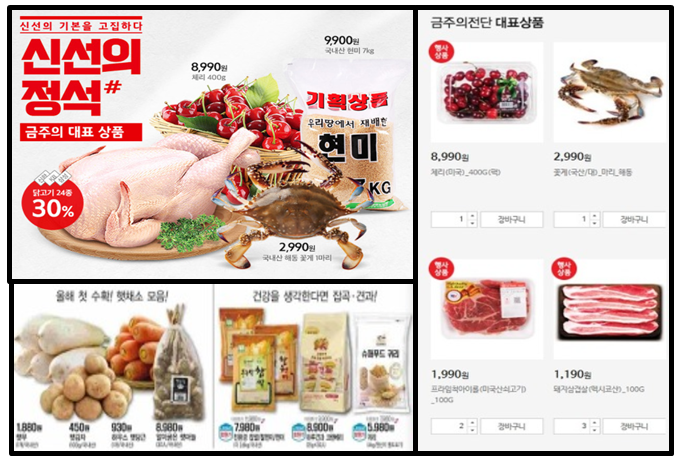 신선의 기본을 고집하다
신선의
정석#
금주의 대표 상품
8,990원
체리 400g
9,900원
국내산 현미 7kg
기획상품
우리땅에서 재배한
현미
7KG
닭고기 24종
30%
2,990원
국내산 해동 꽃게 1마리
올해 첫 수확! 햇채소 모음!
1,880원
햇무
450원
햇감자
930원
8,980원
건강을 생각한다면 잡곡·견과!
7,980원
8,900원
슈퍼푸드 귀리
5,980원
귀리
금주의전단 대표상품
행사
상품
8,990원
체리(미국)_400G(팩)
1
장바구니
2,990원
꽃게(국산/대)_마리_해동
1
장바구니
행사
상품
1,990원
프라임척아이롤(미국산쇠고기)
_100G
2
장바구니
행사
상품
1,190원
돼지삼겹살(멕시코산)_100G
3
장바구니